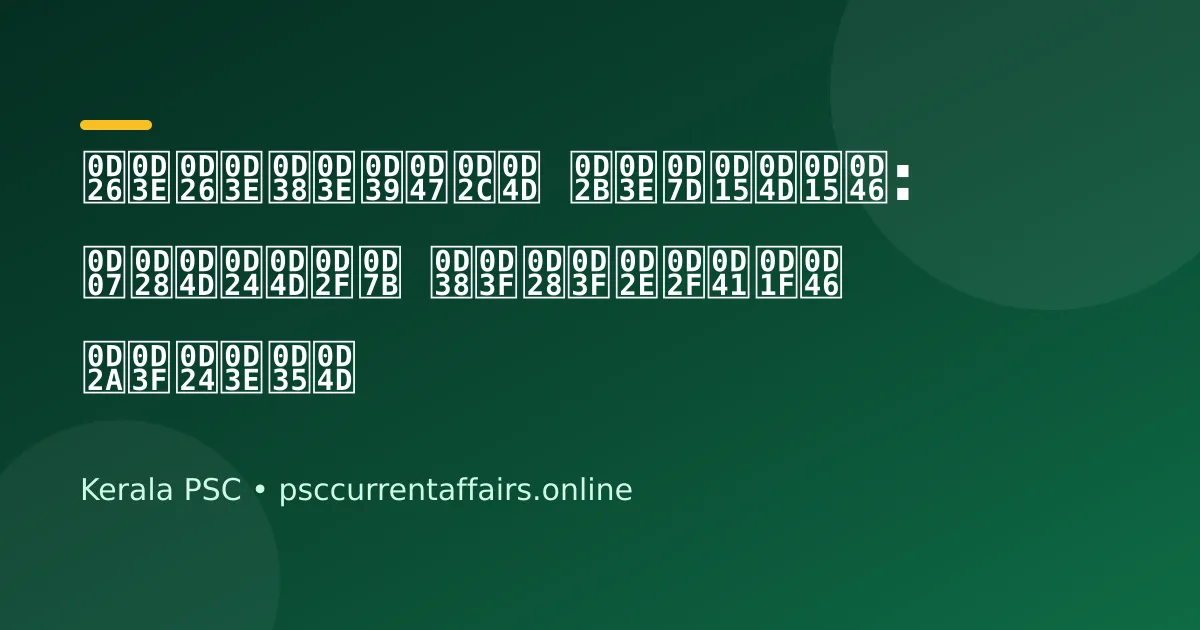 ദാദാസാഹേബ് ഫാൽക്കെ:
ഇന്ത്യൻ സിനിമയുടെ
പിതാവ്
Kerala PSC • psccurrentaffairs.online